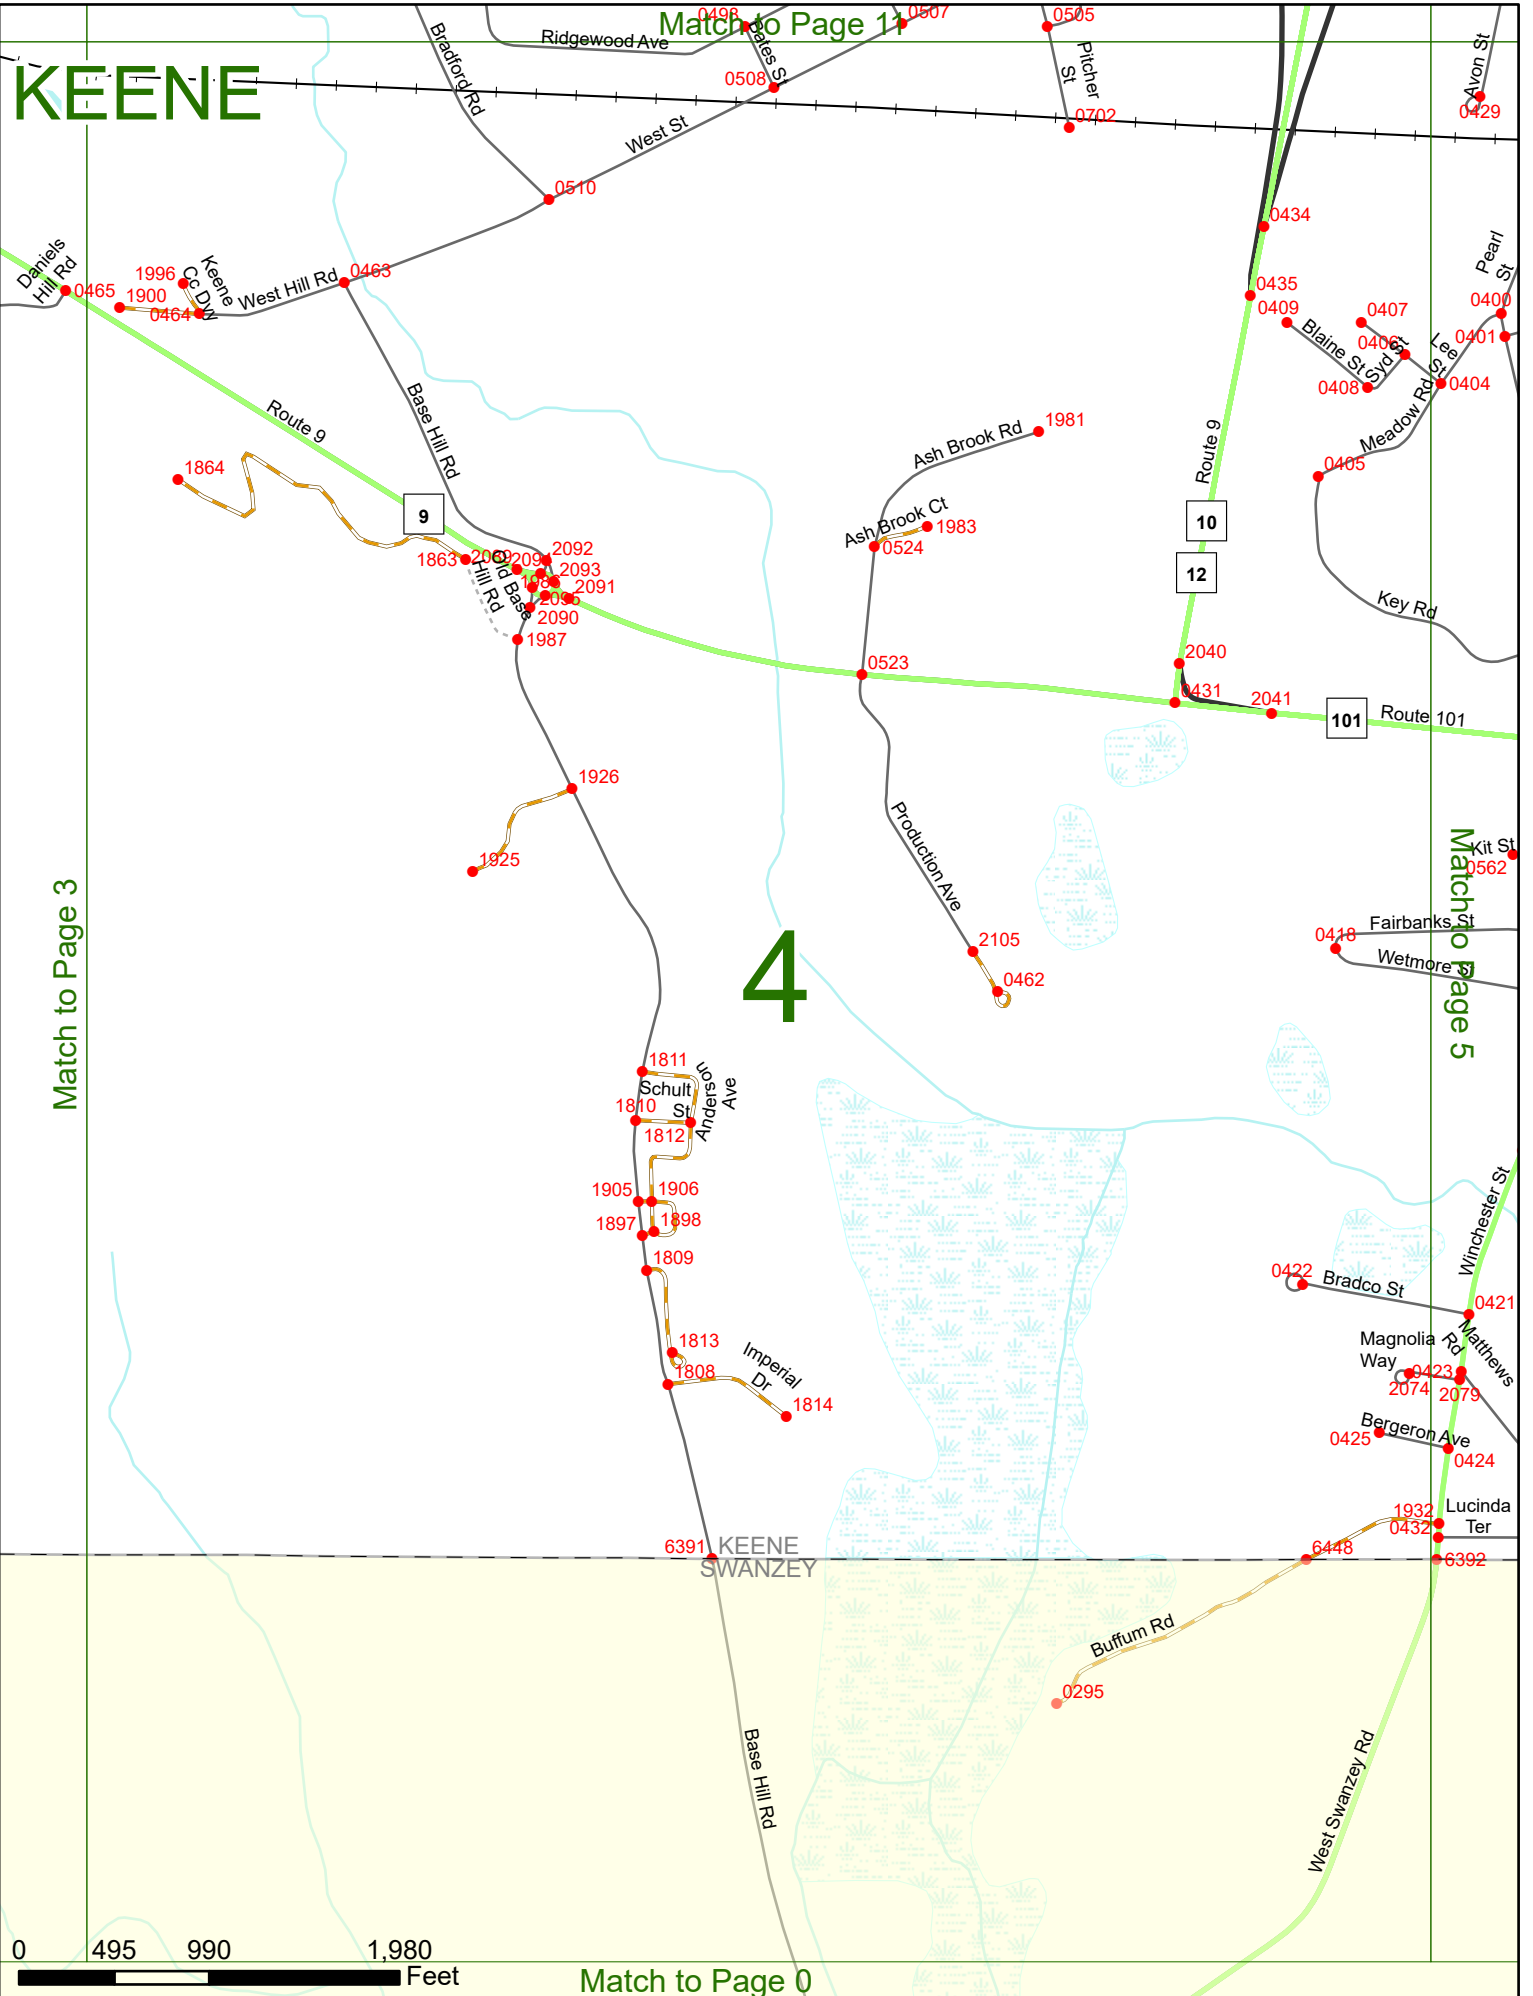 0498
Match to Page 11
0507
0505
Ridgewood Ave
Bradford Rd
Bates St
Pitcher
St
Avon St
KEENE
0508
0429
0702
West St
0510
0434
Daniels
Hill Rd
0465
1996
Keene
Cc Dwy
1900
0464
West Hill Rd
0463
0435
0409
0407
Pearl
St
0400
0401
0406
Blaine St
Syd St
Lee
St
0408
0404
Route 9
Base Hill Rd
Meadow Rd
Ash Brook Rd
1981
Route 9
0405
1864
9
Ash Brook Ct
1983
0524
10
12
1863
2089
2092
2093
2091
2090
Old Base
Hill Rd
1987
Key Rd
0523
2040
0431
2041
101
Route 101
1926
1925
Production Ave
Kit St
0562
Match to Page 3
Match to Page 5
Fairbanks St
0418
Wetmore St
2105
0462
4
1811
Schult
St
Anderson
Ave
1810
1812
1905
1906
1897
1898
1809
Winchester St
0422
Bradco St
0421
1813
1808
Imperial
Dr
1814
Magnolia
Way
Matthews
Rd
0423
2074
2079
Bergeron Ave
0425
0424
1932
Lucinda
Ter
0432
6391
KEENE
SWANZEY
6448
6392
Buffum Rd
0295
Base Hill Rd
West Swanzey Rd
0 495 990 1,980
Feet
Match to Page 0